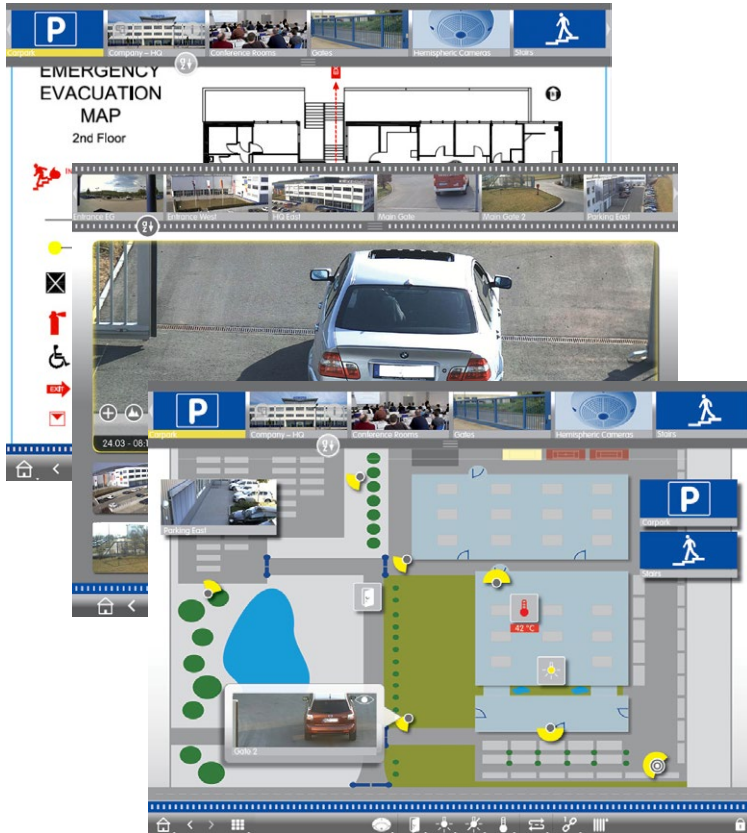 P
Carpark
Company – HQ
Conference Rooms
Gates
Hemispheric Cameras
Stairs
EMERGENCY
EVACUATION
MAP
2nd Floor
Entrance EG
Entrance West
HQ East
Main Gate
Main Gate 2
Parking East
EXIT
24.03 - 08:1
P
Carpark
Company – HQ
Conference Rooms
Gates
Hemispheric Cameras
Stairs
Parking East
P
Carpark
Stairs
42 °C
Gate 2